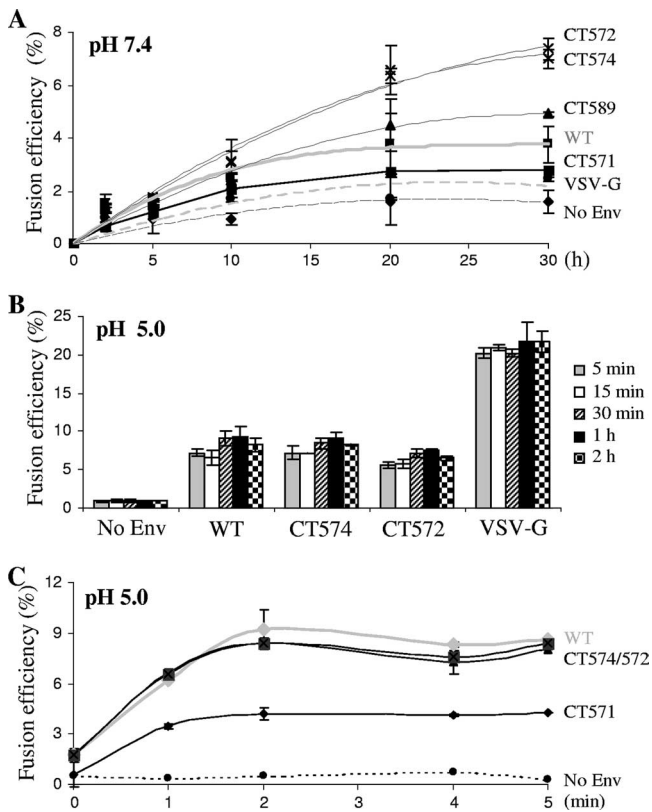 A
pH 7.4
Fusion efficiency (%)
8
6
4
2
0
0 5 10 15 20 25 30 (h)
CT572
CT574
CT589
WT
CT571
VSV-G
No Env
B
pH 5.0
Fusion efficiency (%)
25
20
15
10
5
0
No Env WT CT574 CT572 VSV-G
5 min
15 min
30 min
1 h
2 h
C
pH 5.0
Fusion efficiency (%)
12
9
6
3
0
0 1 2 3 4 5 (min)
WT
CT574/572
CT571
No Env